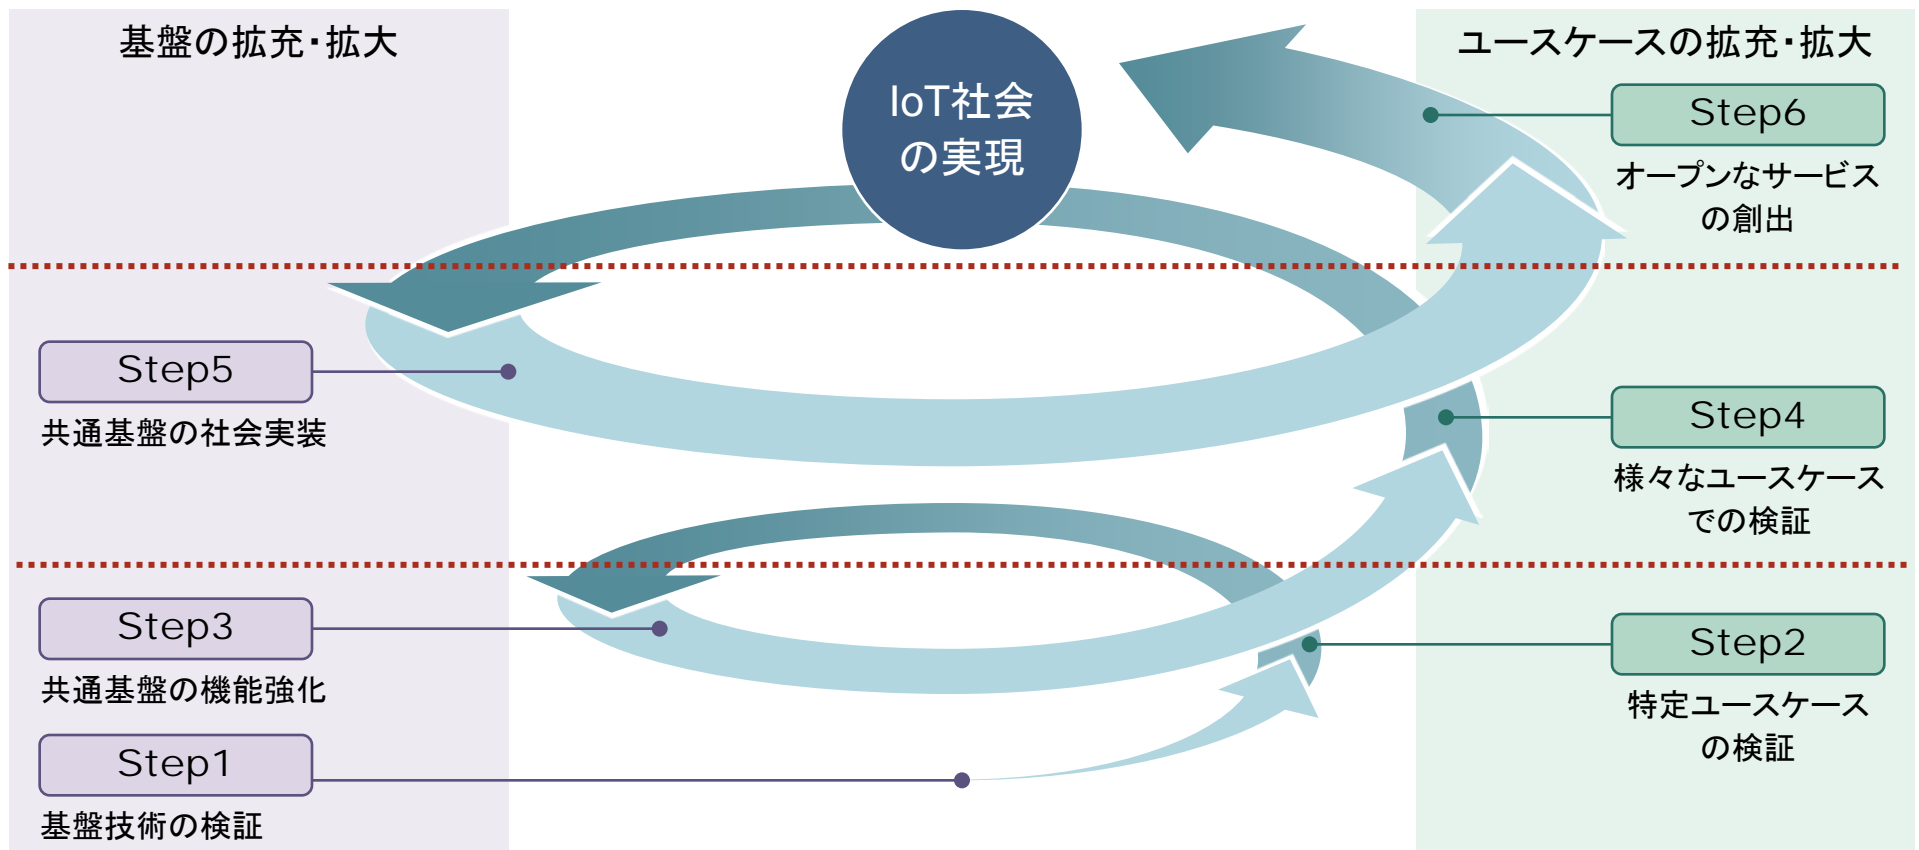 基盤の拡充・拡大
IoT社会
の実現
ユースケースの拡充・拡大
Step6
オープンなサービス
の創出
Step5
共通基盤の社会実装
Step4
様々なユースケース
での検証
Step3
共通基盤の機能強化
Step2
特定ユースケース
の検証
Step1
基盤技術の検証